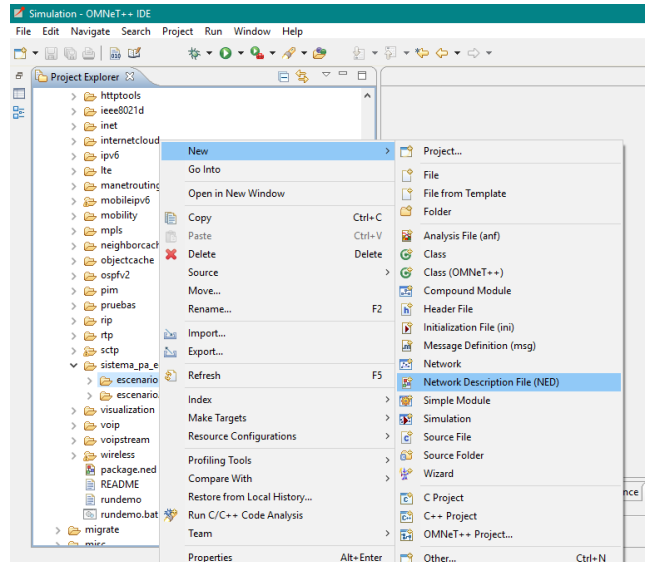 Simulation - OMNeT++ IDE
File Edit Navigate Search Project Run Window Help
Project Explorer
httptools
ieee8021d
inet
internetcloud
ipv6
lte
manetrouting
mobileipv6
mobility
mpls
neighborcach
objectcache
ospfv2
pim
pruebas
rip
rtp
sctp
sistema_pa_e
escenario
escenario
visualization
voip
voipstream
wireless
package.ned
README
rundemo
rundemo.bat
migrate
misc
New
Go Into
Open in New Window
Copy Ctrl+C
Paste Ctrl+V
Delete Delete
Source
Move...
Rename... F2
Import...
Export...
Refresh F5
Index
Make Targets
Resource Configurations
Profiling Tools
Compare With
Restore from Local History...
Run C/C++ Code Analysis
Team
Properties Alt+Enter
Project...
File
File from Template
Folder
Analysis File (anf)
Class
Class (OMNeT++)
Compound Module
Header File
Initialization File (ini)
Message Definition (msg)
Network
Network Description File (NED)
Simple Module
Simulation
Source File
Source Folder
Wizard
C Project
C++ Project
OMNeT++ Project...
Other... Ctrl+N
nce